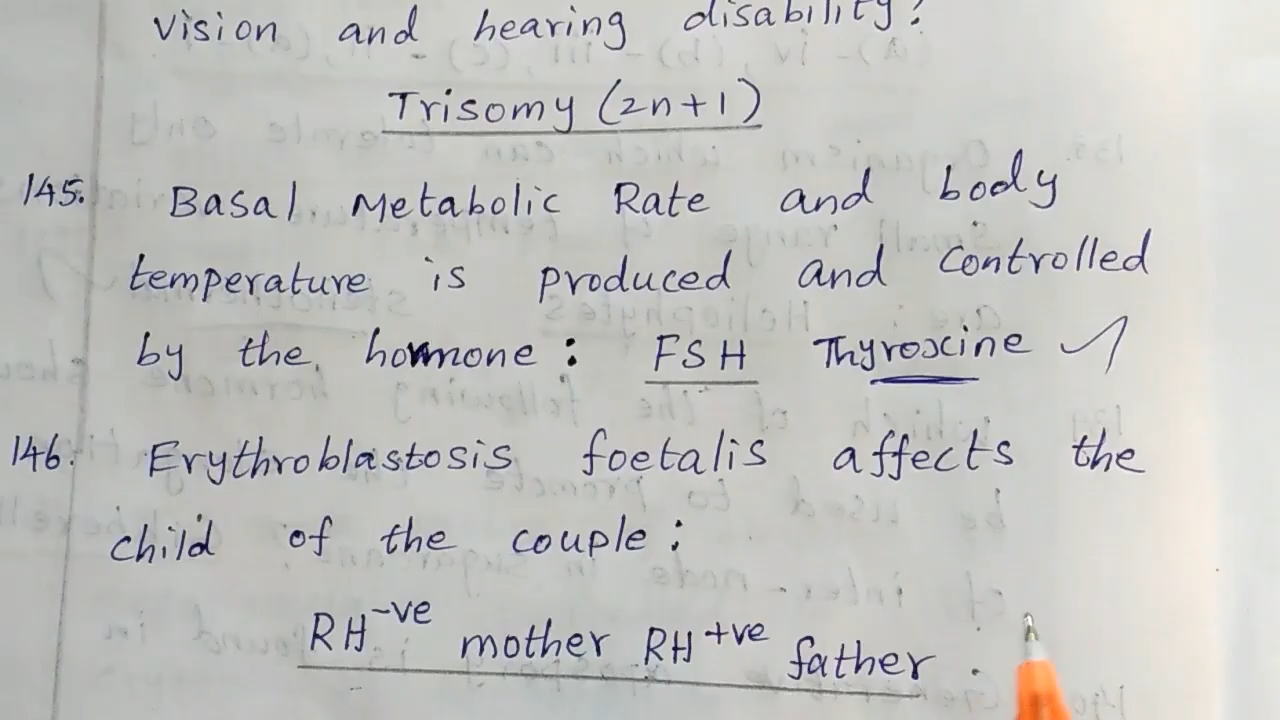 vision and hearing disability?
Trisomy (2n+1)
145. Basal Metabolic Rate and body
temperature is produced and controlled
by the hormone : FSH Thyroxine
146. Erythroblastosis foetalis affects the
child of the couple :
RH -ve mother RH +ve father .